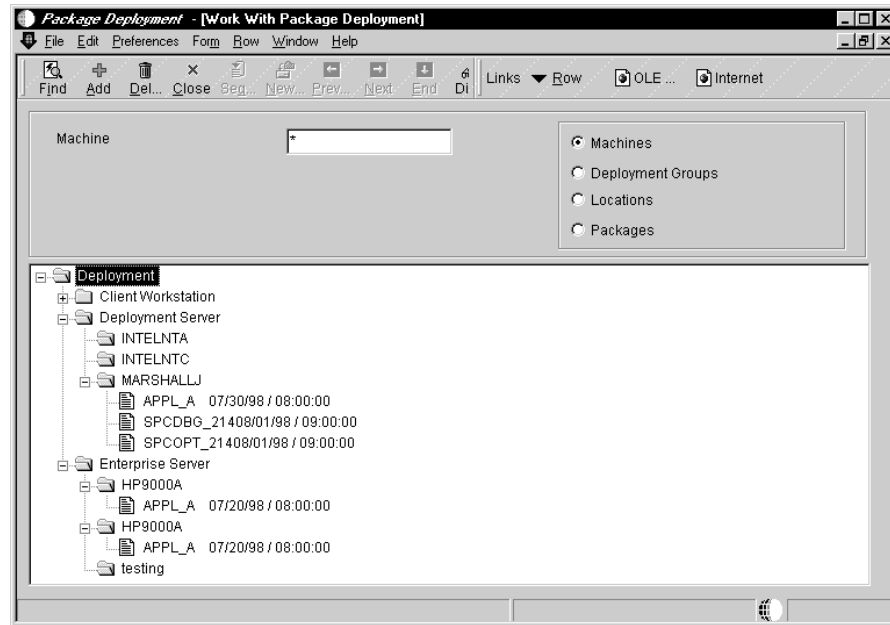 Package Deployment - [Work With Package Deployment]
File Edit Preferences Form Row Window Help
Find Add Del... Close Seq... New... Prev... Next End Di Links Row OLE ... Internet
Machine * Machines
Deployment Groups
Locations
Packages
Deployment
Client Workstation
Deployment Server
INTELNTA
INTELNTC
MARSHALLJ
APPL_A 07/30/98 / 08:00:00
SPCDBG_21408/01/98 / 09:00:00
SPCOPT_21408/01/98 / 09:00:00
Enterprise Server
HP9000A
APPL_A 07/20/98 / 08:00:00
HP9000A
APPL_A 07/20/98 / 08:00:00
testing